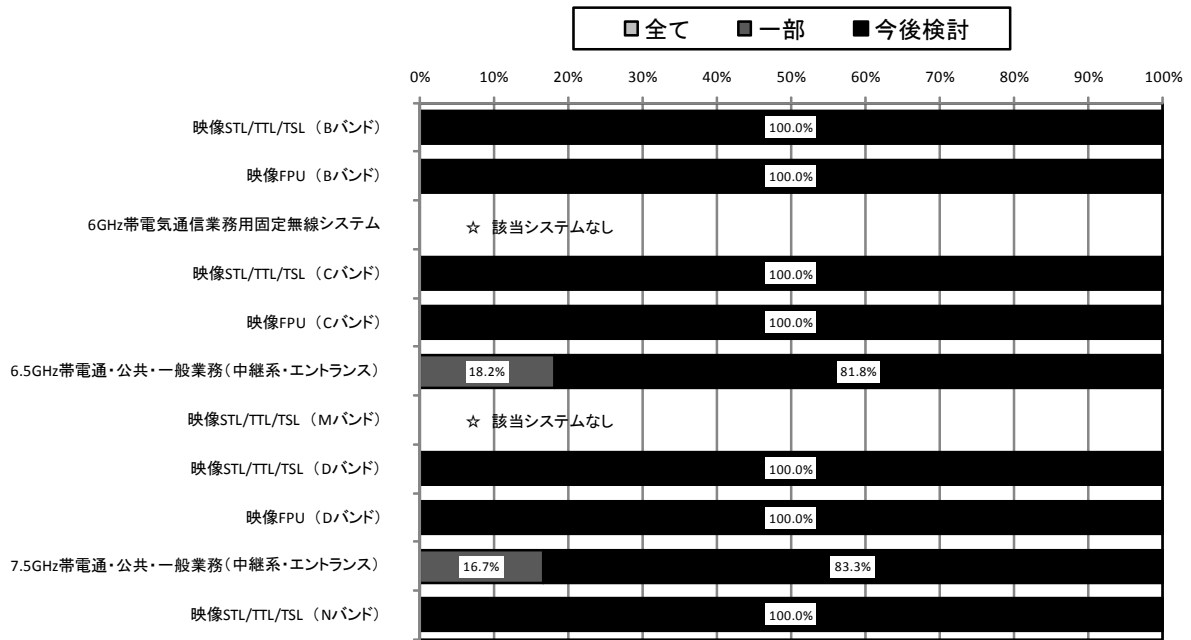 全て 一部 今後検討
0% 10% 20% 30% 40% 50% 60% 70% 80% 90% 100%
映像STL/TTL/TSL（Bバンド） 100.0%
映像FPU（Bバンド） 100.0%
6GHz帯電気通信業務用固定無線システム ☆ 該当システムなし
映像STL/TTL/TSL（Cバンド） 100.0%
映像FPU（Cバンド） 100.0%
6.5GHz帯電通・公共・一般業務（中継系・エントランス） 18.2% 81.8%
映像STL/TTL/TSL（Mバンド） ☆ 該当システムなし
映像STL/TTL/TSL（Dバンド） 100.0%
映像FPU（Dバンド） 100.0%
7.5GHz帯電通・公共・一般業務（中継系・エントランス） 16.7% 83.3%
映像STL/TTL/TSL（Nバンド） 100.0%